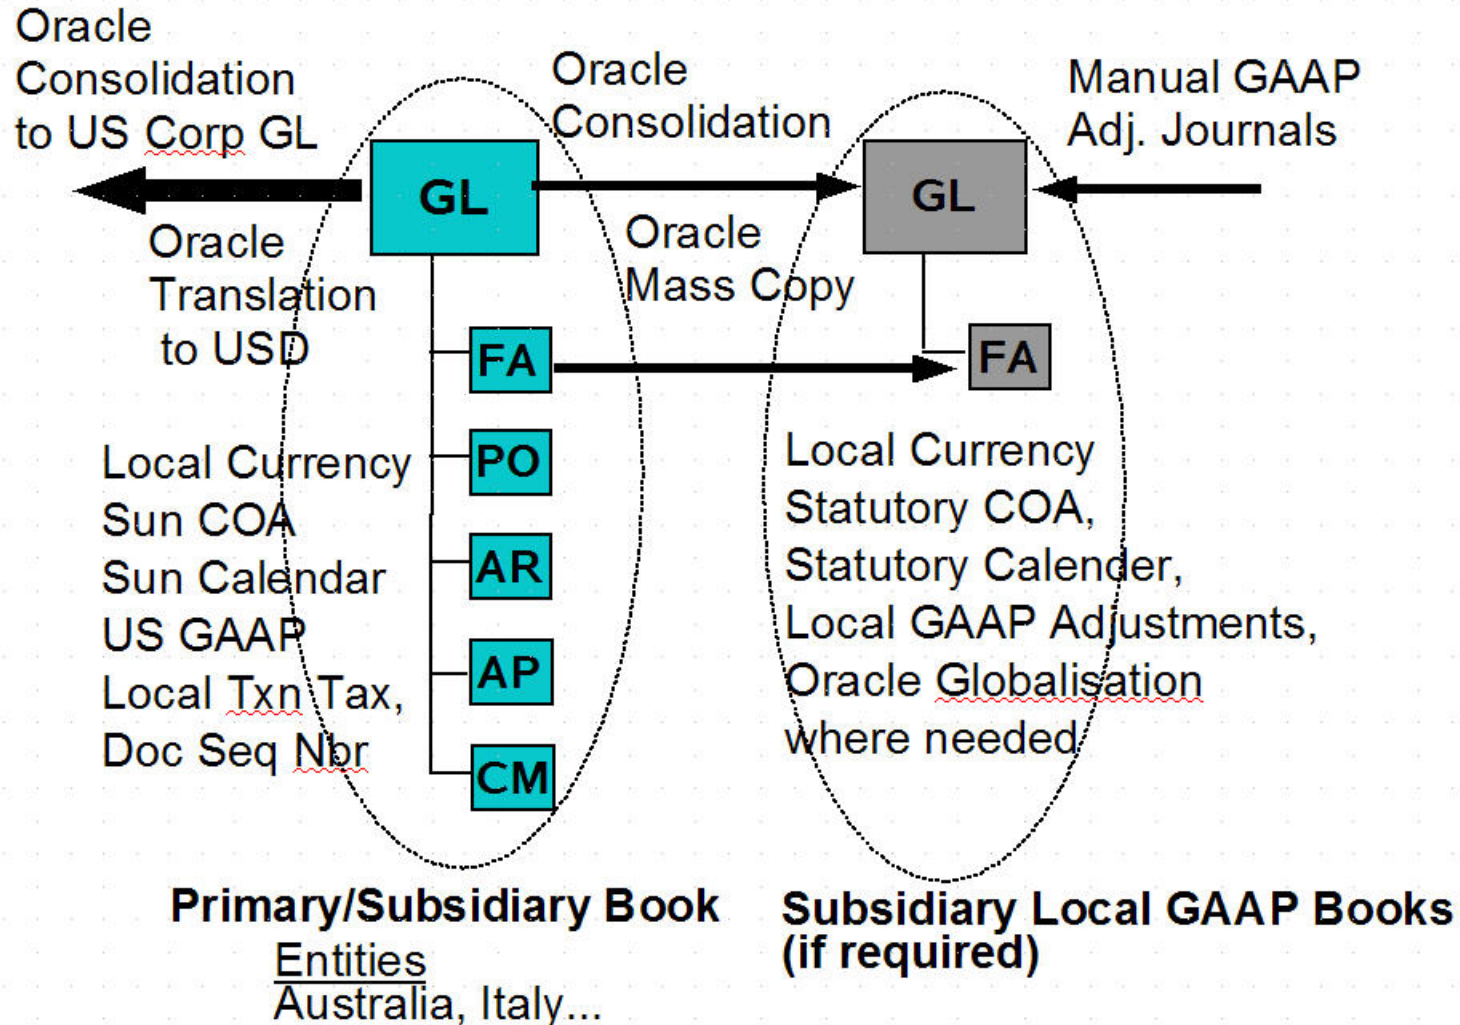 Oracle
Consolidation
to US Corp GL
Oracle
Consolidation
Manual GAAP
Adj. Journals
GL
GL
Oracle
Translation
to USD
Oracle
Mass Copy
FA
FA
PO
AR
AP
CM
Local Currency
Sun COA
Sun Calendar
US GAAP
Local Txn Tax,
Doc Seq Nbr
Local Currency
Statutory COA,
Statutory Calender,
Local GAAP Adjustments,
Oracle Globalisation
where needed
Primary/Subsidiary Book
Entities
Australia, Italy...
Subsidiary Local GAAP Books
(if required)